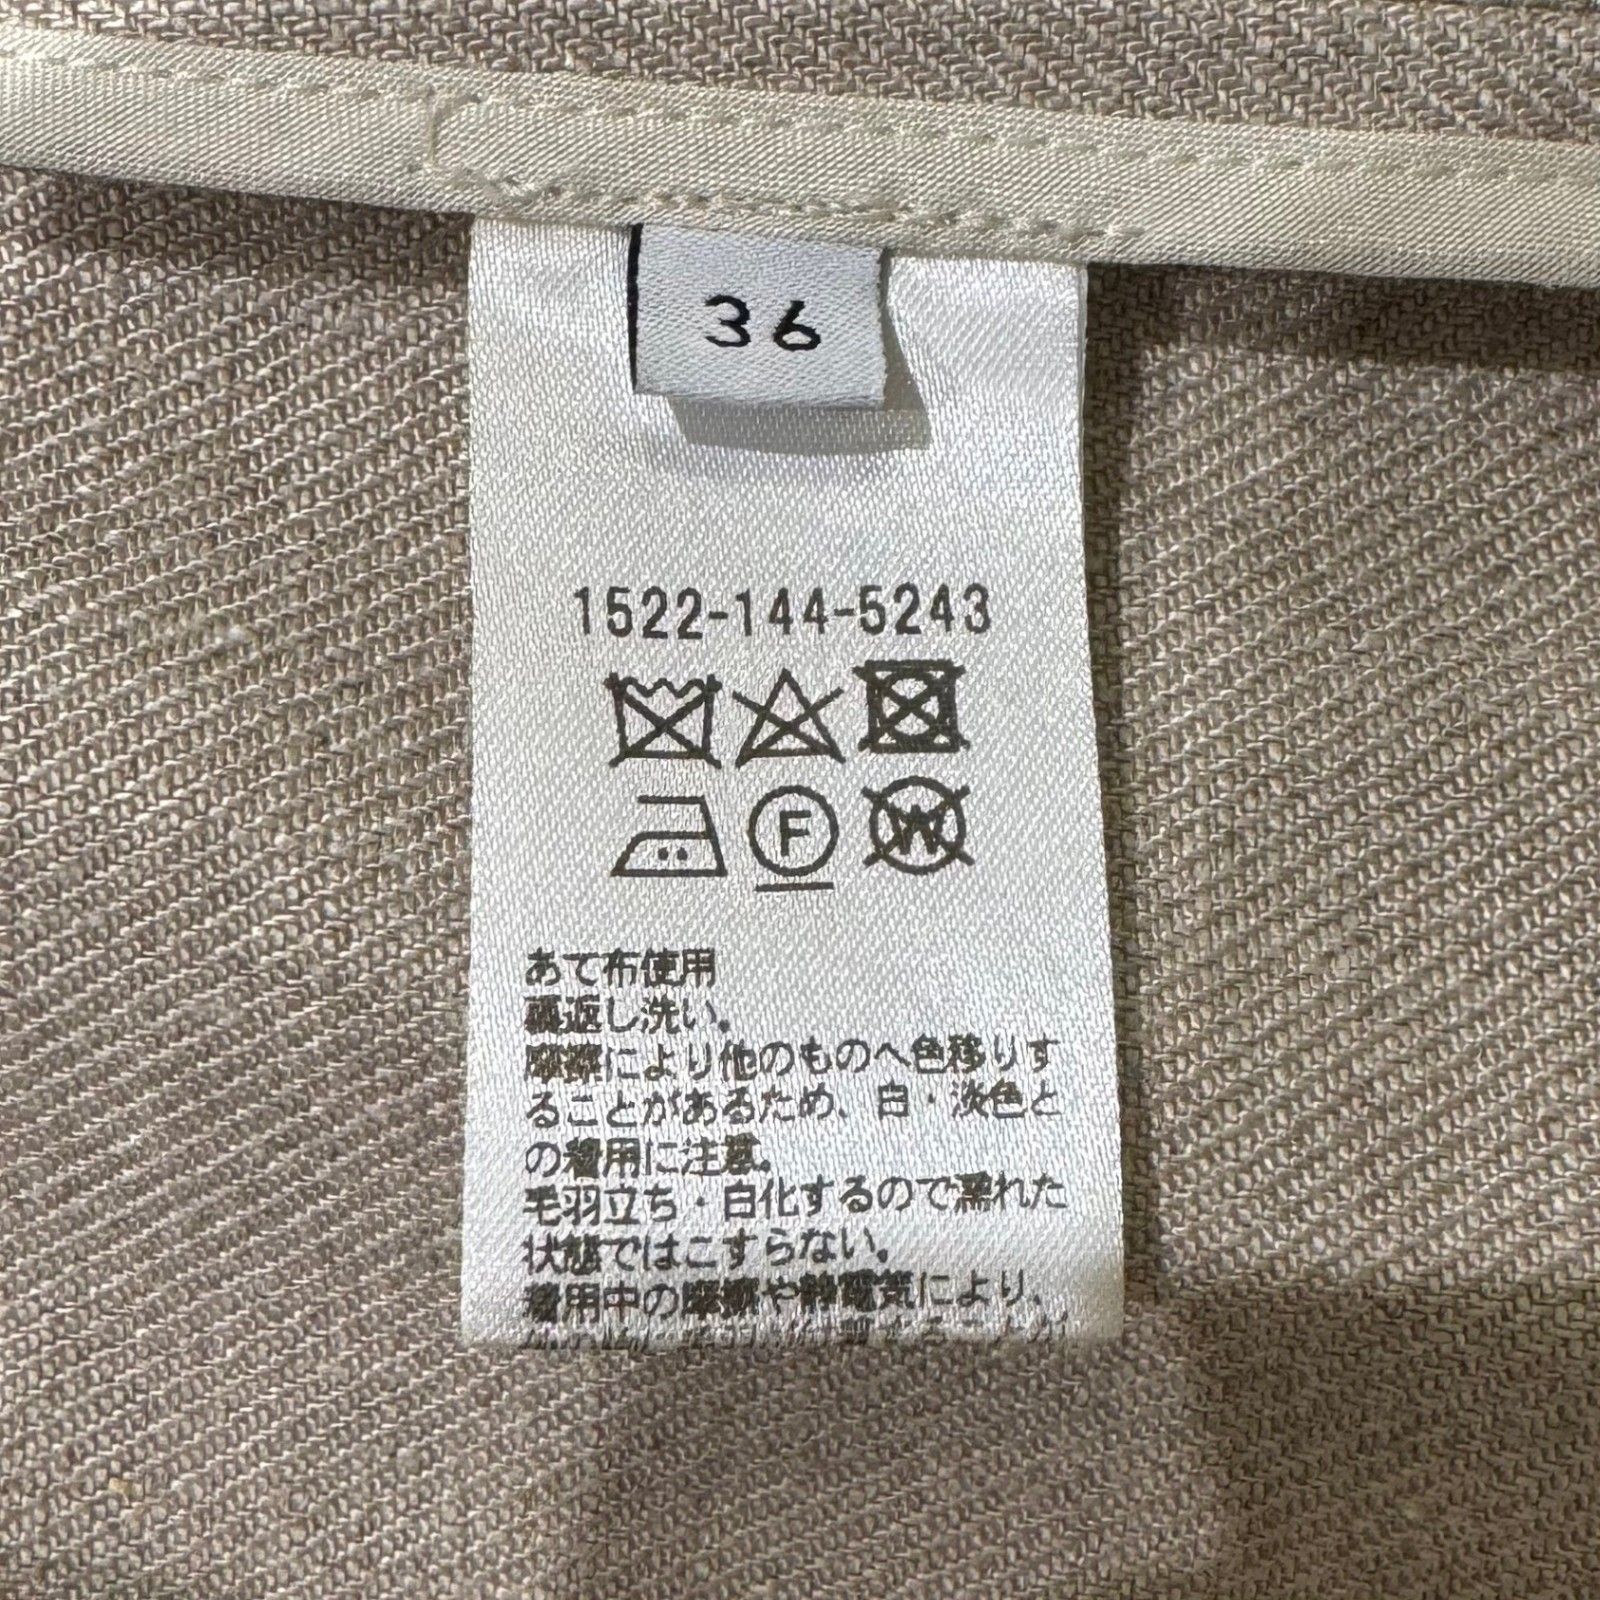 36
1522-144-5243
F
W
あて布使用
裏返し洗い。
摩擦により他のものへ色移りす
ることがあるため、白・淡色と
の着用に注意。
毛羽立ち・白化するので濡れた
状態ではこすらない。
着用中の摩擦や静電気により、